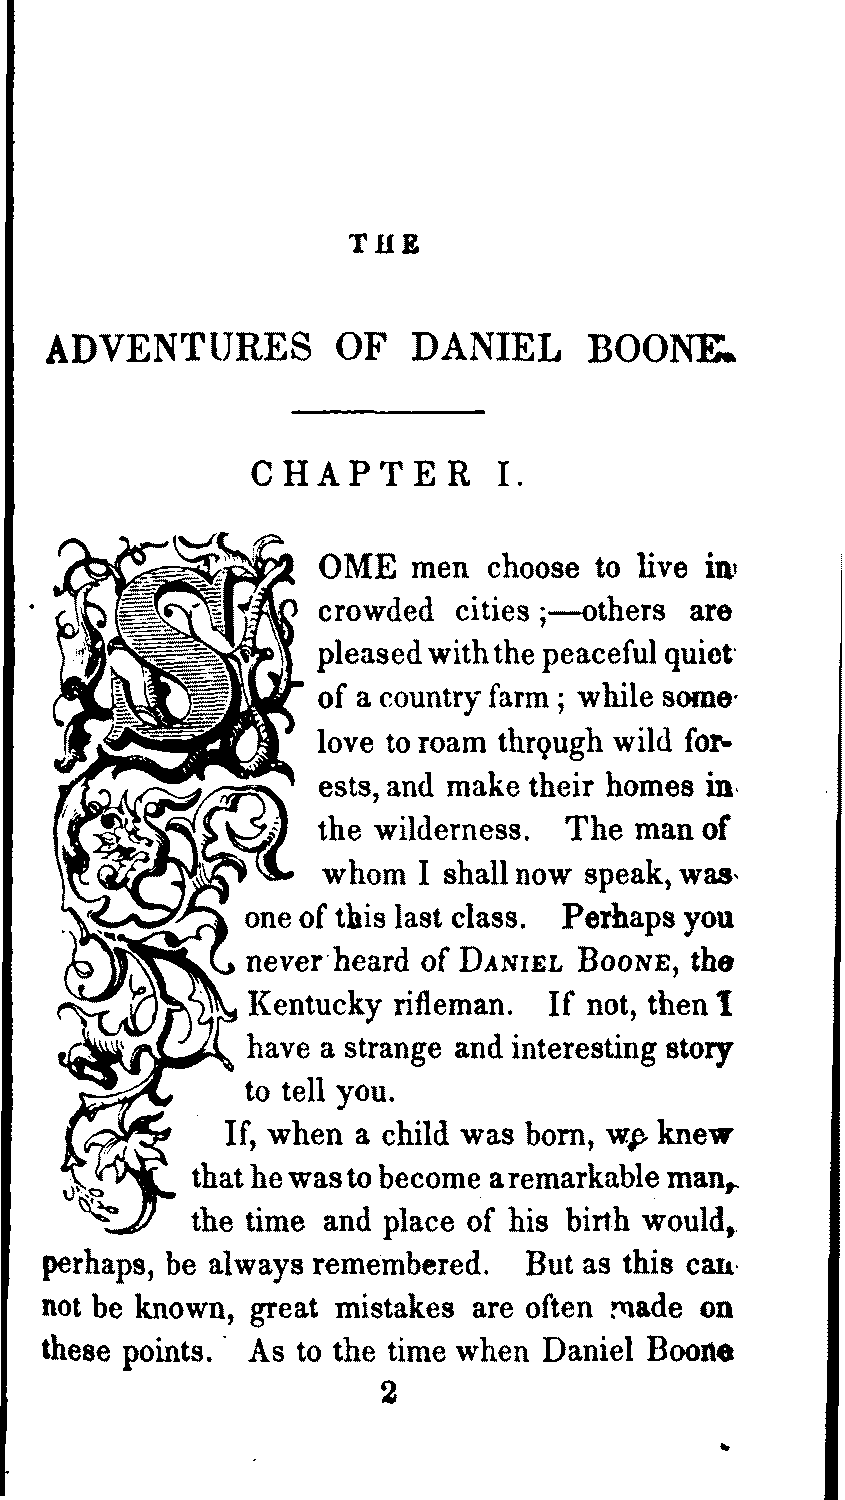 THE
ADVENTURES OF DANIEL BOONE.
CHAPTER I.
SOME men choose to live in
crowded cities;—others are
pleased with the peaceful quiet
of a country farm; while some
love to roam through wild for-
ests, and make their homes in
the wilderness. The man of
whom I shall now speak, was
one of this last class. Perhaps you
never heard of DANIEL BOONE, the
Kentucky rifleman. If not, then I
have a strange and interesting story
to tell you.
If, when a child was born, we knew
that he was to become a remarkable man,
the time and place of his birth would,
perhaps, be always remembered. But as this can
not be known, great mistakes are often made on
these points. As to the time when Daniel Boone
2